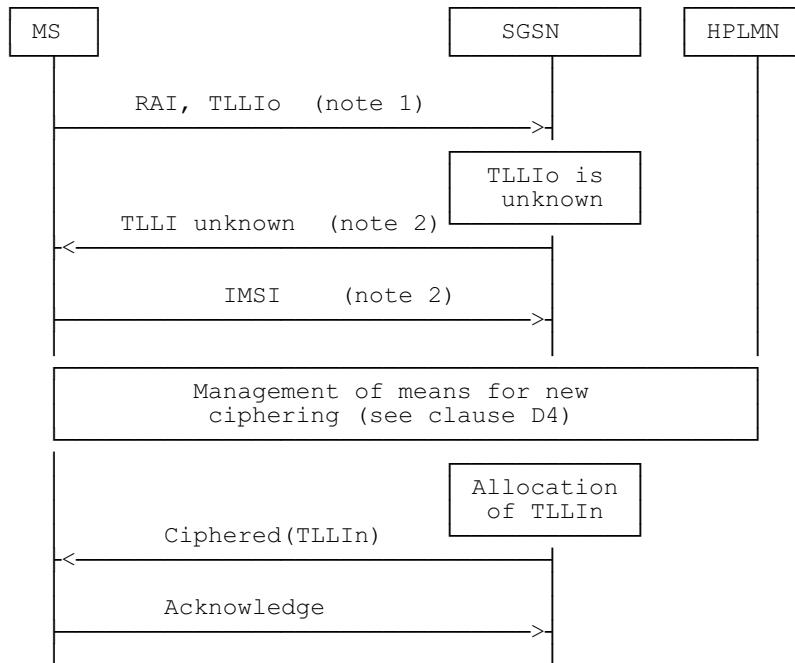 MS SGSN HPLMN
RAI, TLLIo (note 1)
TLLIo is
unknown
TLLI unknown (note 2)
IMSI (note 2)
Management of means for new
ciphering (see clause D4)
Allocation
of TLLIn
Ciphered(TLLIn)
Acknowledge